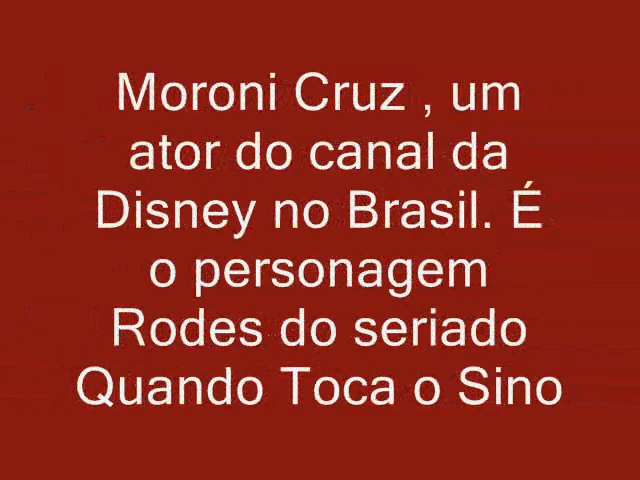 Moroni Cruz , um
ator do canal da
Disney no Brasil. É
o personagem
Rodes do seriado
Quando Toca o Sino